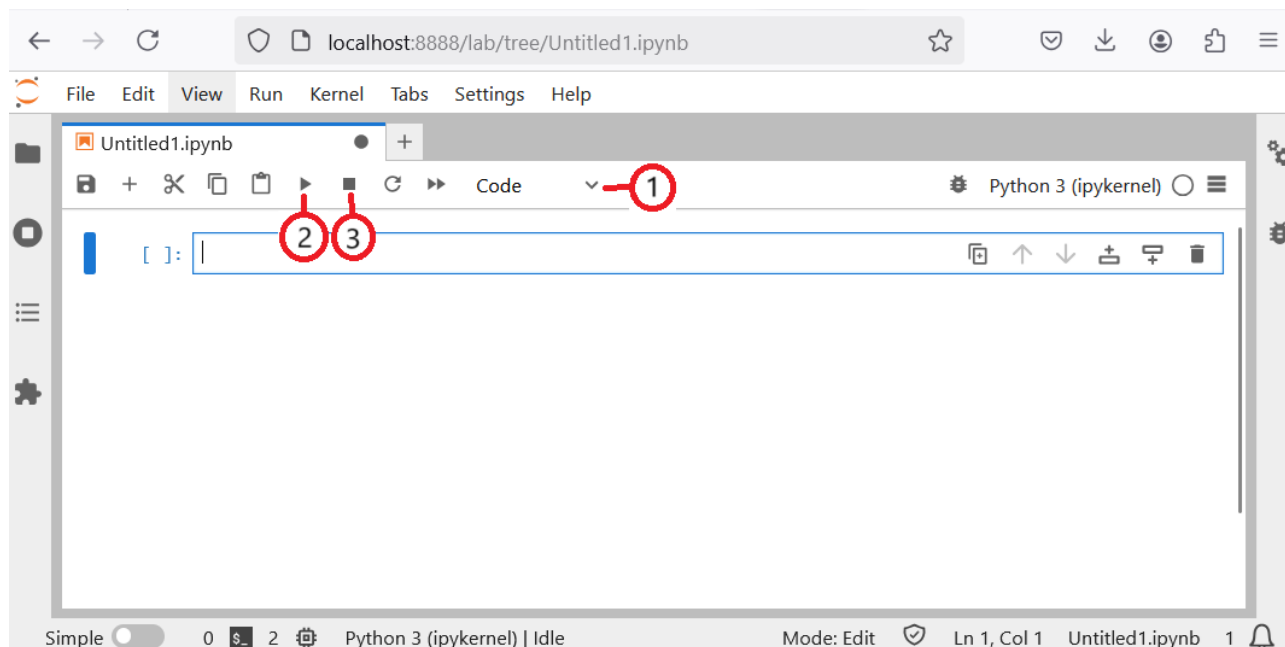 localhost:8888/lab/tree/Untitled1.ipynb
File Edit View Run Kernel Tabs Settings Help
Untitled1.ipynb
Code 1 Python 3 (ipykernel)
2 3
[ ]:
Simple 0 $_ 2 Python 3 (ipykernel) | Idle Mode: Edit Ln 1, Col 1 Untitled1.ipynb 1